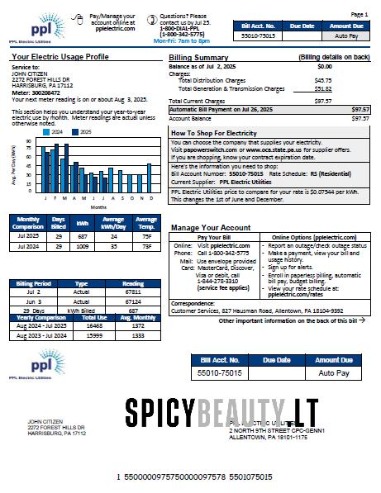 Page 1
ppl
PPL Electric Utilities
Pay/Manage your account online at pplelectric.com
Questions? Please contact us by Jul 25.
1-800-DIAL-PPL
(1-800-342-5775)
Mon-Fri: 7am to 8pm
Bill Acct. No. Due Date Amount Due
55010-75015 Auto Pay
Your Electric Usage Profile
Service to:
JOHN CITIZEN
2272 FOREST HILLS DR
HARRISBURG, PA 17112
Meter: 300208472
Your next meter reading is on or about Aug 3, 2025.
This section helps you understand your year-to-year
electric use by month. Meter readings are actual unless
otherwise noted.
2024 2025
Avg. Per Day (kWh)
J F M A M J J A S O N D
Months
Monthly Comparison Days Billed kWh Average kWh/Day Average Temp.
Jul 2025 29 687 24 75F
Jul 2024 29 1009 35 73F
Billing Period Type Reading
Jul 2 Actual 67811
Jun 3 Actual 67124
29 Days kWh Billed 687
Yearly Comparison Total Use Avg. Monthly
Aug 2024 - Jul 2025 16468 1372
Aug 2023 - Jul 2024 15999 1333
Billing Summary (Billing details on back)
Balance as of Jul 2, 2025 $0.00
Charges:
Total Distribution Charges $45.75
Total Generation & Transmission Charges $51.82
Total Current Charges $97.57
Automatic Bill Payment on Jul 26, 2025 $97.57
Account Balance $97.57
How To Shop For Electricity
You can choose the company that supplies your electricity.
Visit papowerswitch.com or www.oca.state.pa.us for supplier offers.
If you are shopping, know your contract expiration date.
Here's the information you need to shop:
Bill Account Number: 55010-75015 Rate Schedule: RS (Residential)
Current Supplier: PPL Electric Utilities
PPL Electric Utilities price to compare for your rate is $0.07544 per kWh.
This changes the 1st of June and December.
Manage Your Account
Pay Your Bill
Online: Visit pplelectric.com
Phone: Call 1-800-342-5775
Mail: Use envelope provided
Card: MasterCard, Discover,
Visa or debit, call
1-844-278-3310
(service fee applies)
Online Options (pplelectric.com)
- Report an outage/check outage status
- Make a payment, view your bill and
usage history.
- Sign up for alerts.
- Enroll in paperless billing, automatic
bill pay, budget billing.
- View your rate schedule at:
pplelectric.com/rates
Correspondence:
Customer Services, 827 Hausman Road, Allentown, PA 18104-9392
Other important information on the back of this bill →
ppl
PPL Electric Utilities
Bill Acct. No. Due Date Amount Due
55010-75015 Auto Pay
SPICYBEAUTY.LT
JOHN CITIZEN
2272 FOREST HILLS DR
HARRISBURG, PA 17112
PPL ELECTRIC UTILITIES
2 NORTH 9TH STREET CPC-GENN1
ALLENTOWN, PA 18101-1175
1 5500000975750000097578 5501075015